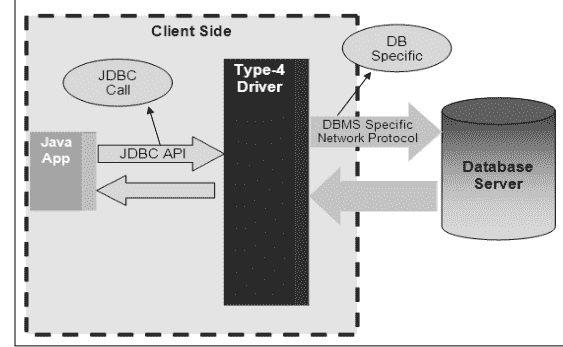 Client Side
DB
Specific
JDBC
Call
Type-4
Driver
Java
App
JDBC API
DBMS Specific
Network Protocol
Database
Server